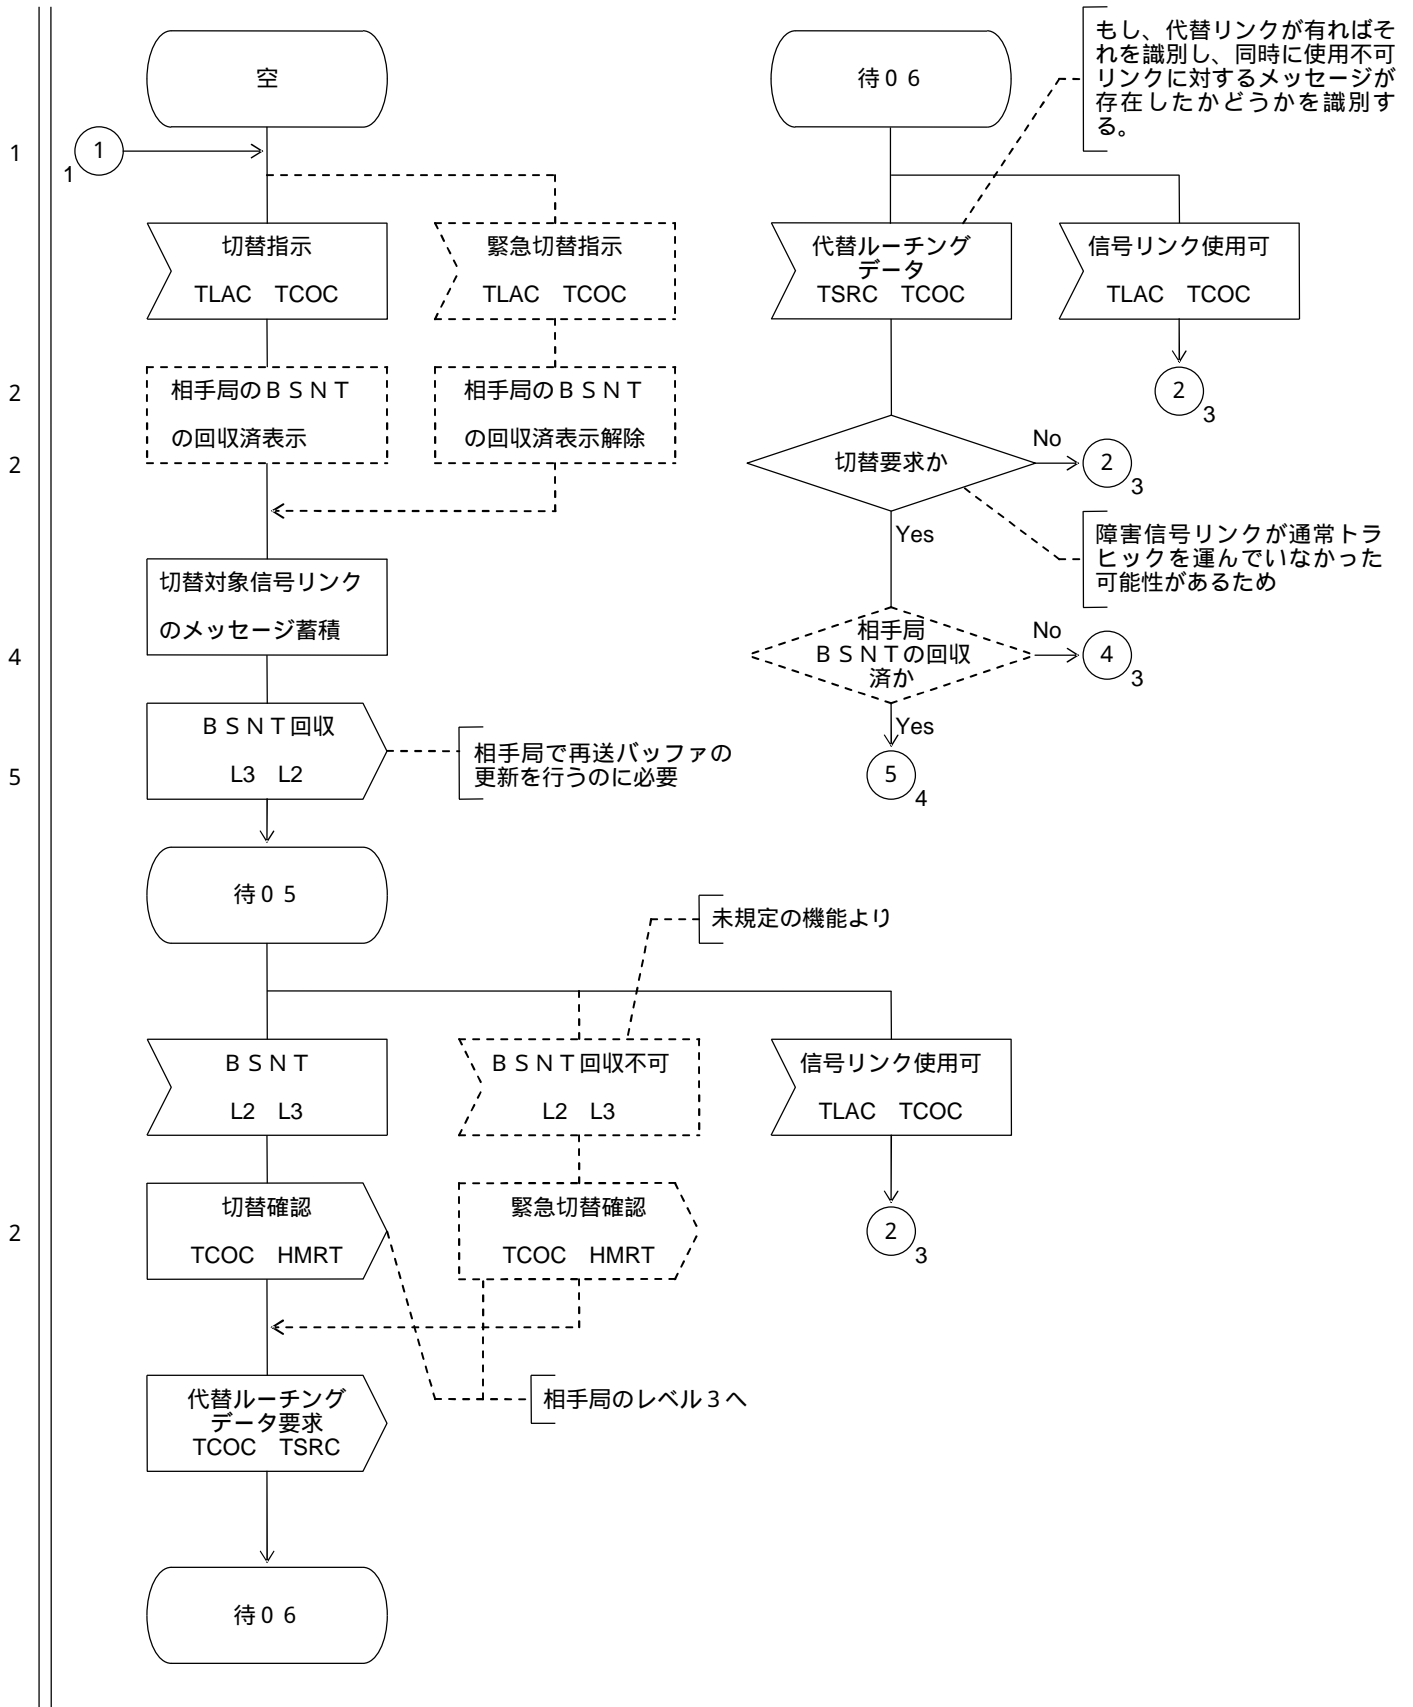 空
1
1
1
切替指示
TLAC TCOC
緊急切替指示
TLAC TCOC
2
相手局のＢＳＮＴ
の回収済表示
相手局のＢＳＮＴ
の回収済表示解除
2
切替対象信号リンク
のメッセージ蓄積
4
ＢＳＮＴ回収
L3 L2
相手局で再送バッファの
更新を行うのに必要
5
待０５
未規定の機能より
ＢＳＮＴ
L2 L3
ＢＳＮＴ回収不可
L2 L3
信号リンク使用可
TLAC TCOC
切替確認
TCOC HMRT
緊急切替確認
TCOC HMRT
2
3
2
代替ルーチング
データ要求
TCOC TSRC
相手局のレベル３へ
待０６
待０６
もし、代替リンクが有ればそ
れを識別し、同時に使用不可
リンクに対するメッセージが
存在したかどうかを識別す
る。
代替ルーチング
データ
TSRC TCOC
信号リンク使用可
TLAC TCOC
2
3
切替要求か
No
2
3
Yes
障害信号リンクが通常トラ
ヒックを運んでいなかった
可能性があるため
相手局
ＢＳＮＴの回収
済か
No
4
3
Yes
5
4